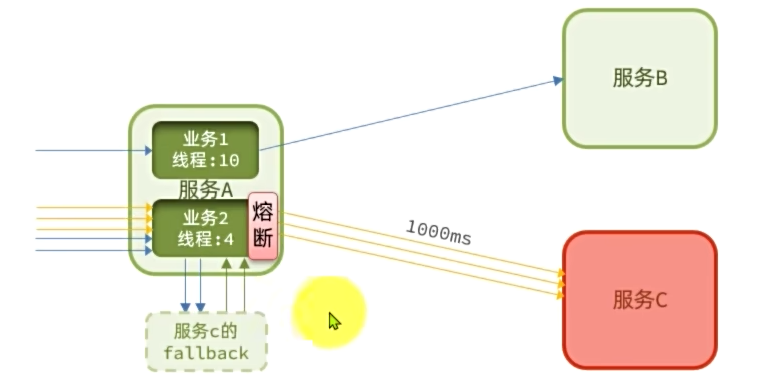 服务B
业务1
线程:10
服务A
业务2
线程:4
熔
断
1000ms
服务C
服务c的
fallback